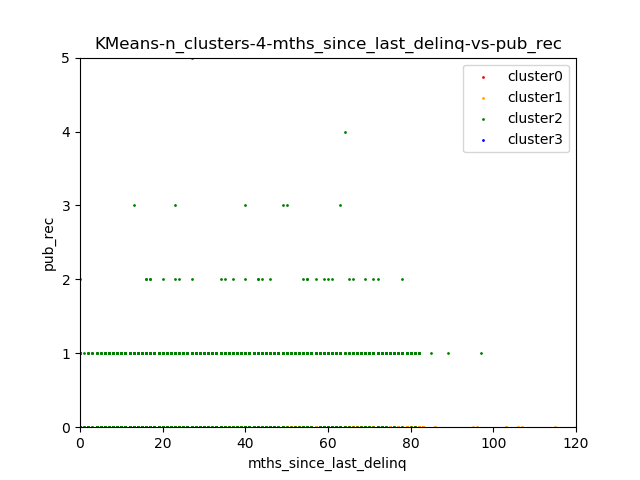 KMeans-n_clusters-4-mths_since_last_delinq-vs-pub_rec
cluster0
cluster1
cluster2
cluster3
5
4
3
2
1
0
pub_rec
0 20 40 60 80 100 120
mths_since_last_delinq